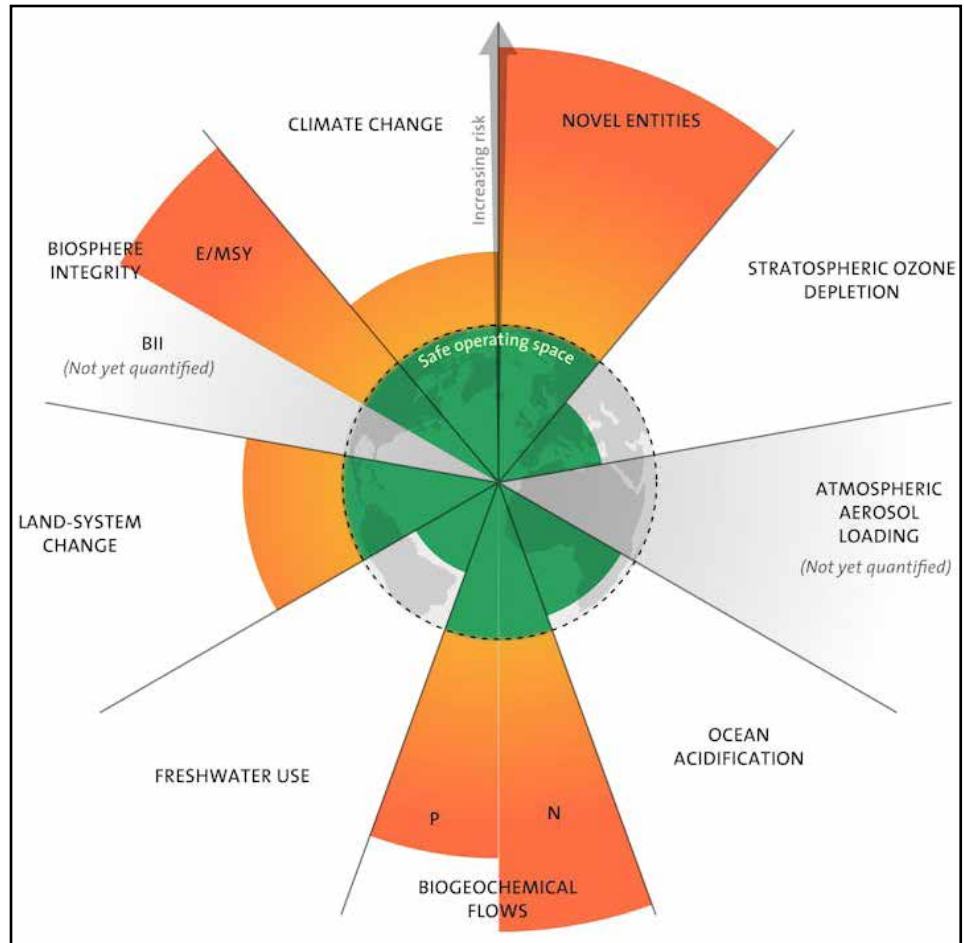 CLIMATE CHANGE
Increasing risk
NOVEL ENTITIES
BIOSPHERE
INTEGRITY
E/MSY
STRATOSPHERIC OZONE
DEPLETION
BII
(Not yet quantified)
Safe operating space
LAND-SYSTEM
CHANGE
ATMOSPHERIC
AEROSOL
LOADING
(Not yet quantified)
FRESHWATER USE
OCEAN
ACIDIFICATION
P
N
BIOGEOCHEMICAL
FLOWS